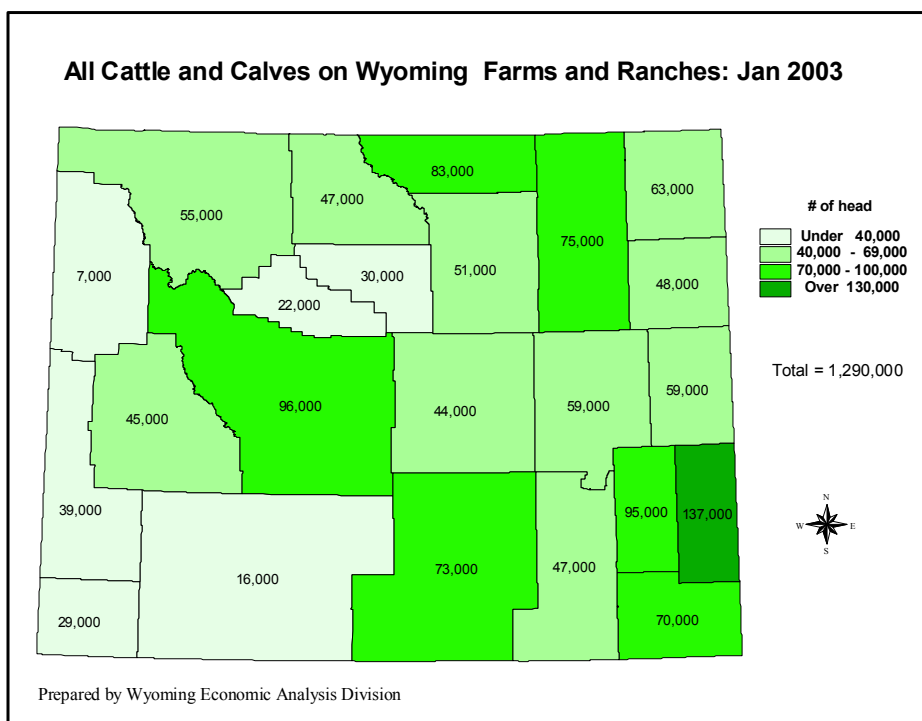 All Cattle and Calves on Wyoming Farms and Ranches: Jan 2003
83,000
63,000
47,000
55,000
75,000
7,000
30,000
51,000
48,000
22,000
# of head
Under 40,000
40,000 - 69,000
70,000 - 100,000
Over 130,000
Total = 1,290,000
59,000
96,000
44,000
59,000
45,000
39,000
95,000
137,000
N
W
E
S
16,000
73,000
47,000
29,000
70,000
Prepared by Wyoming Economic Analysis Division